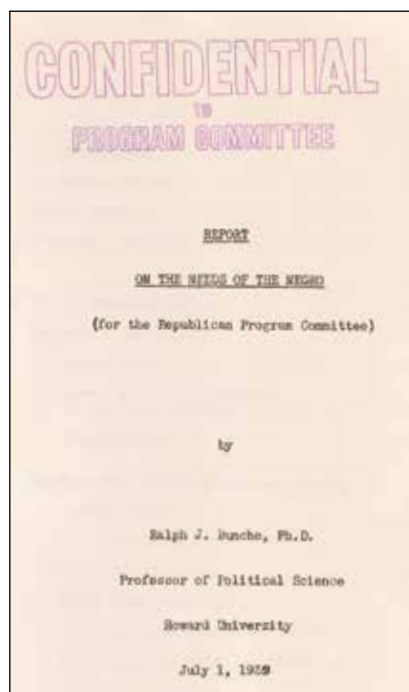 CONFIDENTIAL
TO
PROGRAM COMMITTEE
REPORT
ON THE NEEDS OF THE NEGRO
(for the Republican Program Committee)
by
Ralph J. Bunche, Ph.D.
Professor of Political Science
Howard University
July 1, 1939